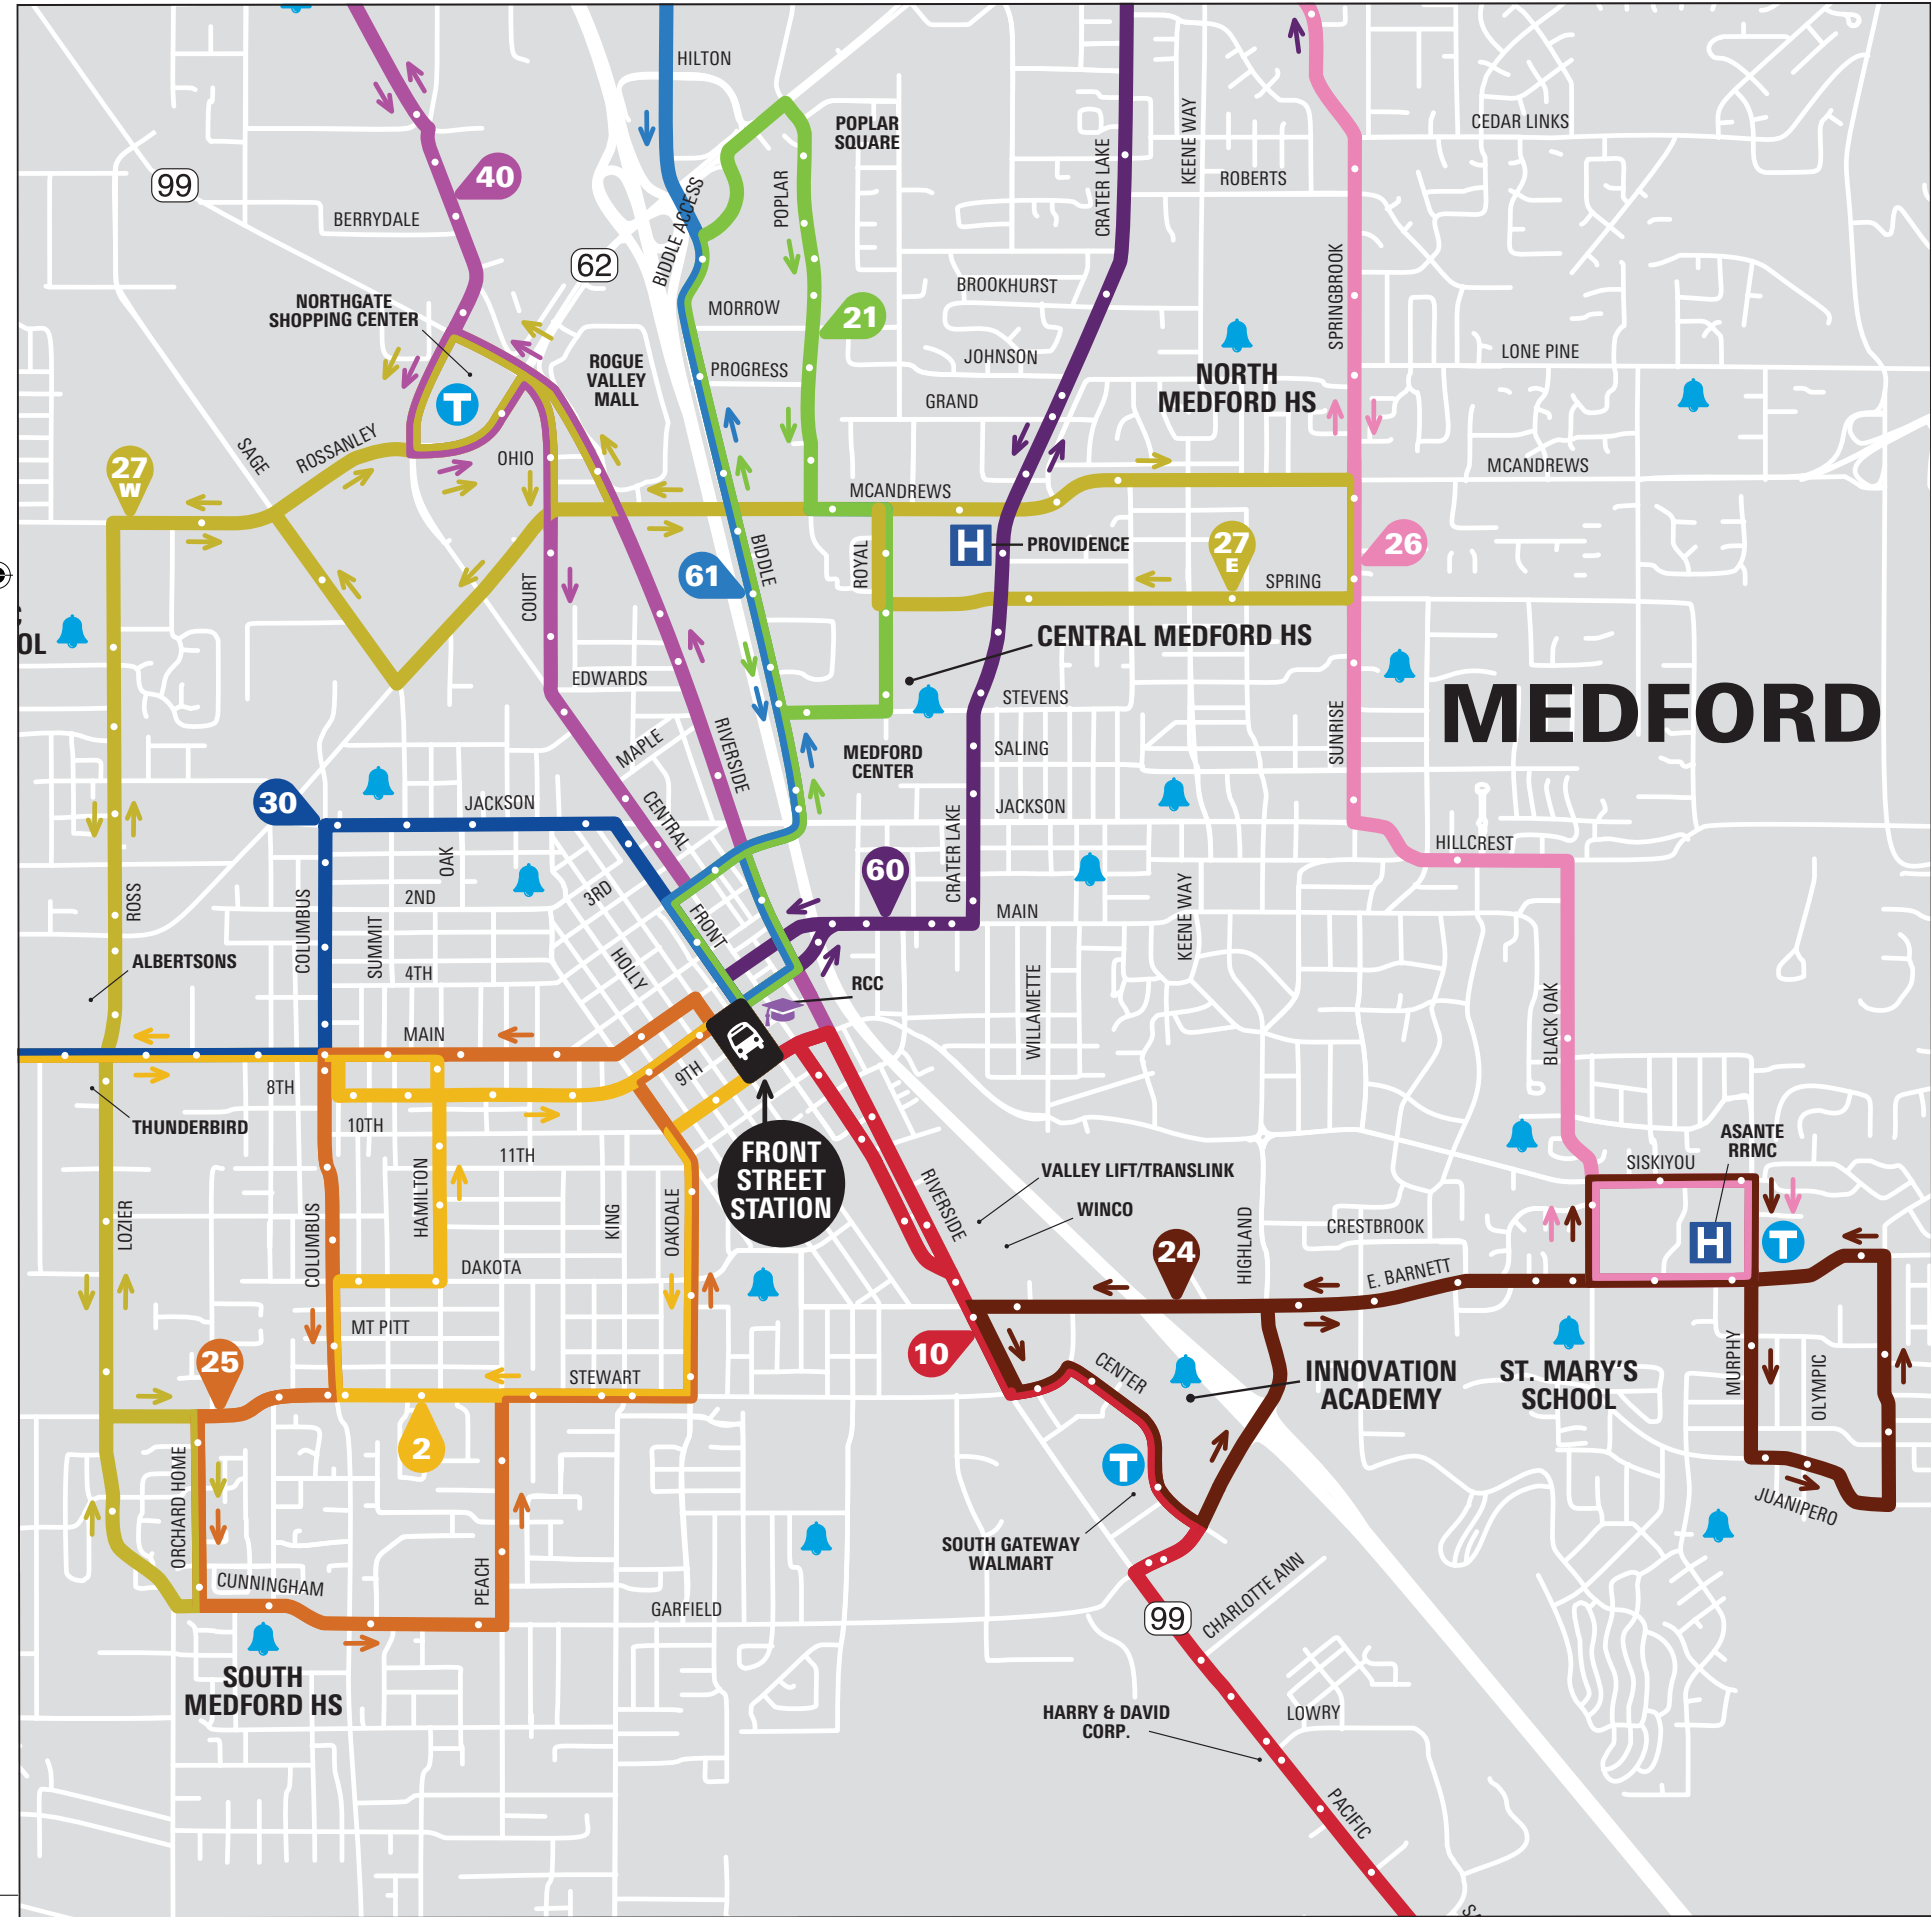 HILTON
POPLAR
SQUARE
CEDAR LINKS
KEENE WAY
CRATER LAKE
ROBERTS
99
40
BERRYDALE
POPLAR
BIDDLE ACCESS
62
SPRINGBROOK
BROOKHURST
NORTHGATE
SHOPPING CENTER
MORROW
21
JOHNSON
LONE PINE
ROGUE
VALLEY
MALL
PROGRESS
NORTH
MEDFORD HS
GRAND
T
SAGE
ROSSANLEY
OHIO
27
W
MCANDREWS
MCANDREWS
H
PROVIDENCE
27
E
26
BIDDLE
ROYAL
61
COURT
SPRING
OL
CENTRAL MEDFORD HS
EDWARDS
STEVENS
MEDFORD
MAPLE
RIVERSIDE
SUNRISE
MEDFORD
CENTER
SALING
30
JACKSON
CENTRAL
JACKSON
CRATER LAKE
HILLCREST
OAK
60
2ND
3RD
ROSS
COLUMBUS
SUMMIT
FRONT
MAIN
KEENE WAY
ALBERTSONS
4TH
HOLLY
RCC
WILLAMETTE
BLACK OAK
MAIN
8TH
9TH
THUNDERBIRD
10TH
11TH
FRONT
STREET
STATION
ASANTE
RRMC
SISKIYOU
VALLEY LIFT/TRANSLINK
WINCO
RIVERSIDE
LOZIER
COLUMBUS
HAMILTON
KING
OAKDALE
HIGHLAND
CRESTBROOK
H
T
24
DAKOTA
E. BARNETT
MT PITT
10
25
STEWART
CENTER
INNOVATION
ACADEMY
ST. MARY'S
SCHOOL
MURPHY
OLYMPIC
2
T
ORCHARD HOME
JUANIPERO
SOUTH GATEWAY
WALMART
CUNNINGHAM
PEACH
GARFIELD
99
CHARLOTTE ANN
SOUTH
MEDFORD HS
HARRY & DAVID
CORP.
LOWRY
PACIFIC